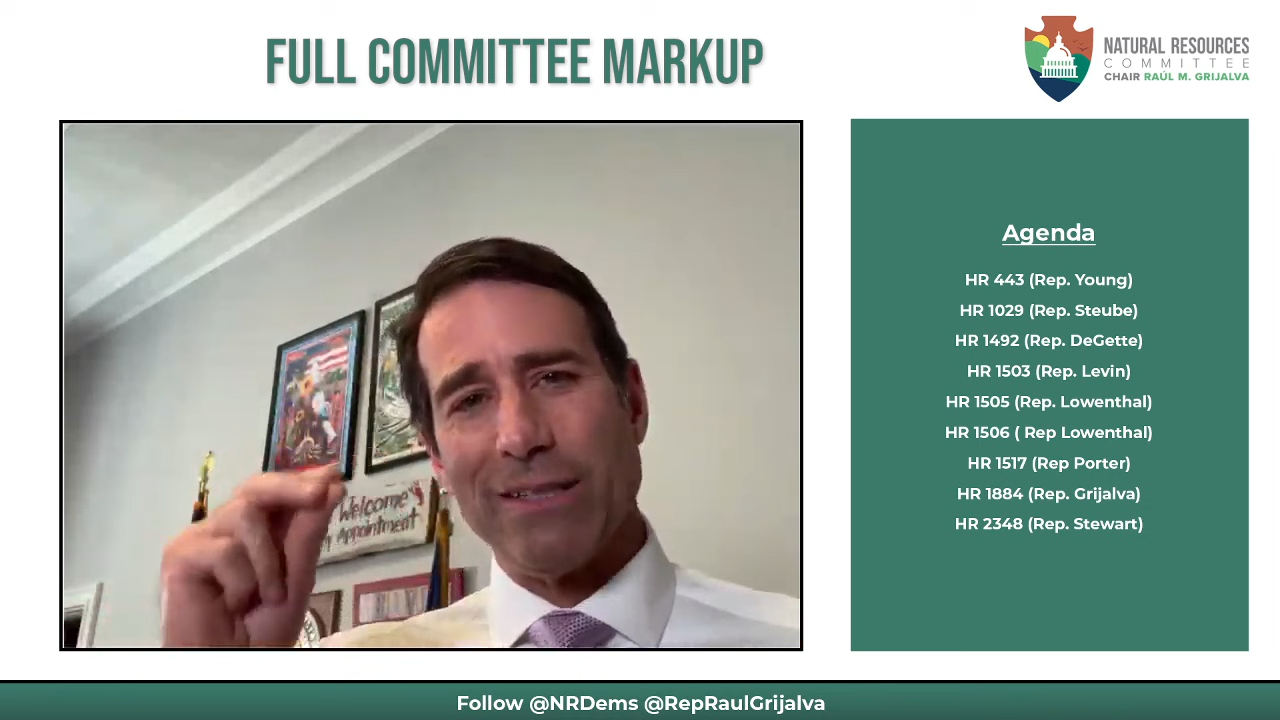 FULL COMMITTEE MARKUP
NATURAL RESOURCES
COMMITTEE
CHAIR RAÚL M. GRIJALVA
Welcome
Appointment
Agenda
HR 443 (Rep. Young)
HR 1029 (Rep. Steube)
HR 1492 (Rep. DeGette)
HR 1503 (Rep. Levin)
HR 1505 (Rep. Lowenthal)
HR 1506 ( Rep Lowenthal)
HR 1517 (Rep Porter)
HR 1884 (Rep. Grijalva)
HR 2348 (Rep. Stewart)
Follow @NRDems @RepRaulGrijalva